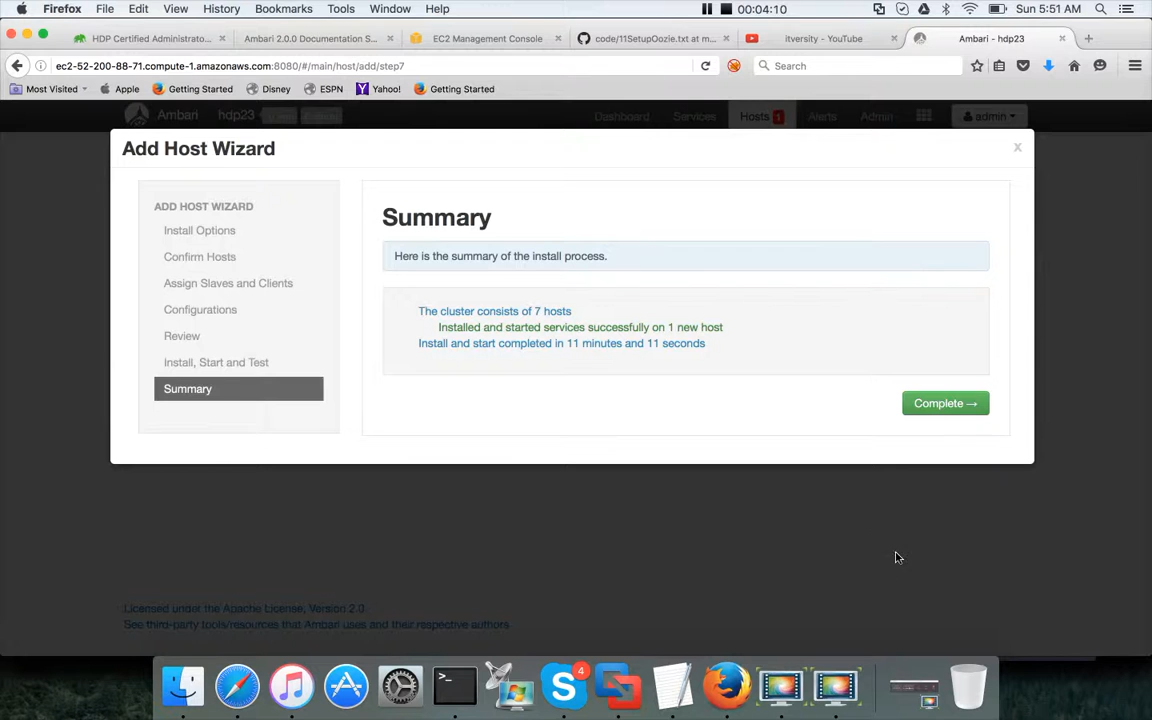 Firefox File Edit View History Bookmarks Tools Window Help 00:04:10 Sun 5:51 AM
HDP Certified Administrato... Ambari 2.0.0 Documentation S... EC2 Management Console code/11SetupOozie.txt at m... itversity - YouTube Ambari - hdp23
ec2-52-200-88-71.compute-1.amazonaws.com:8080/#/main/host/add/step7 Search
Most Visited Apple Getting Started Disney ESPN Yahoo! Getting Started
Ambari hdp23 Dashboard Services Hosts 1 Alerts Admin admin
Add Host Wizard x
ADD HOST WIZARD
Install Options
Confirm Hosts
Assign Slaves and Clients
Configurations
Review
Install, Start and Test
Summary
Summary
Here is the summary of the install process.
The cluster consists of 7 hosts
Installed and started services successfully on 1 new host
Install and start completed in 11 minutes and 11 seconds
Complete →
Licensed under the Apache License, Version 2.0
See third-party tools/resources that Ambari uses and their respective authors
4